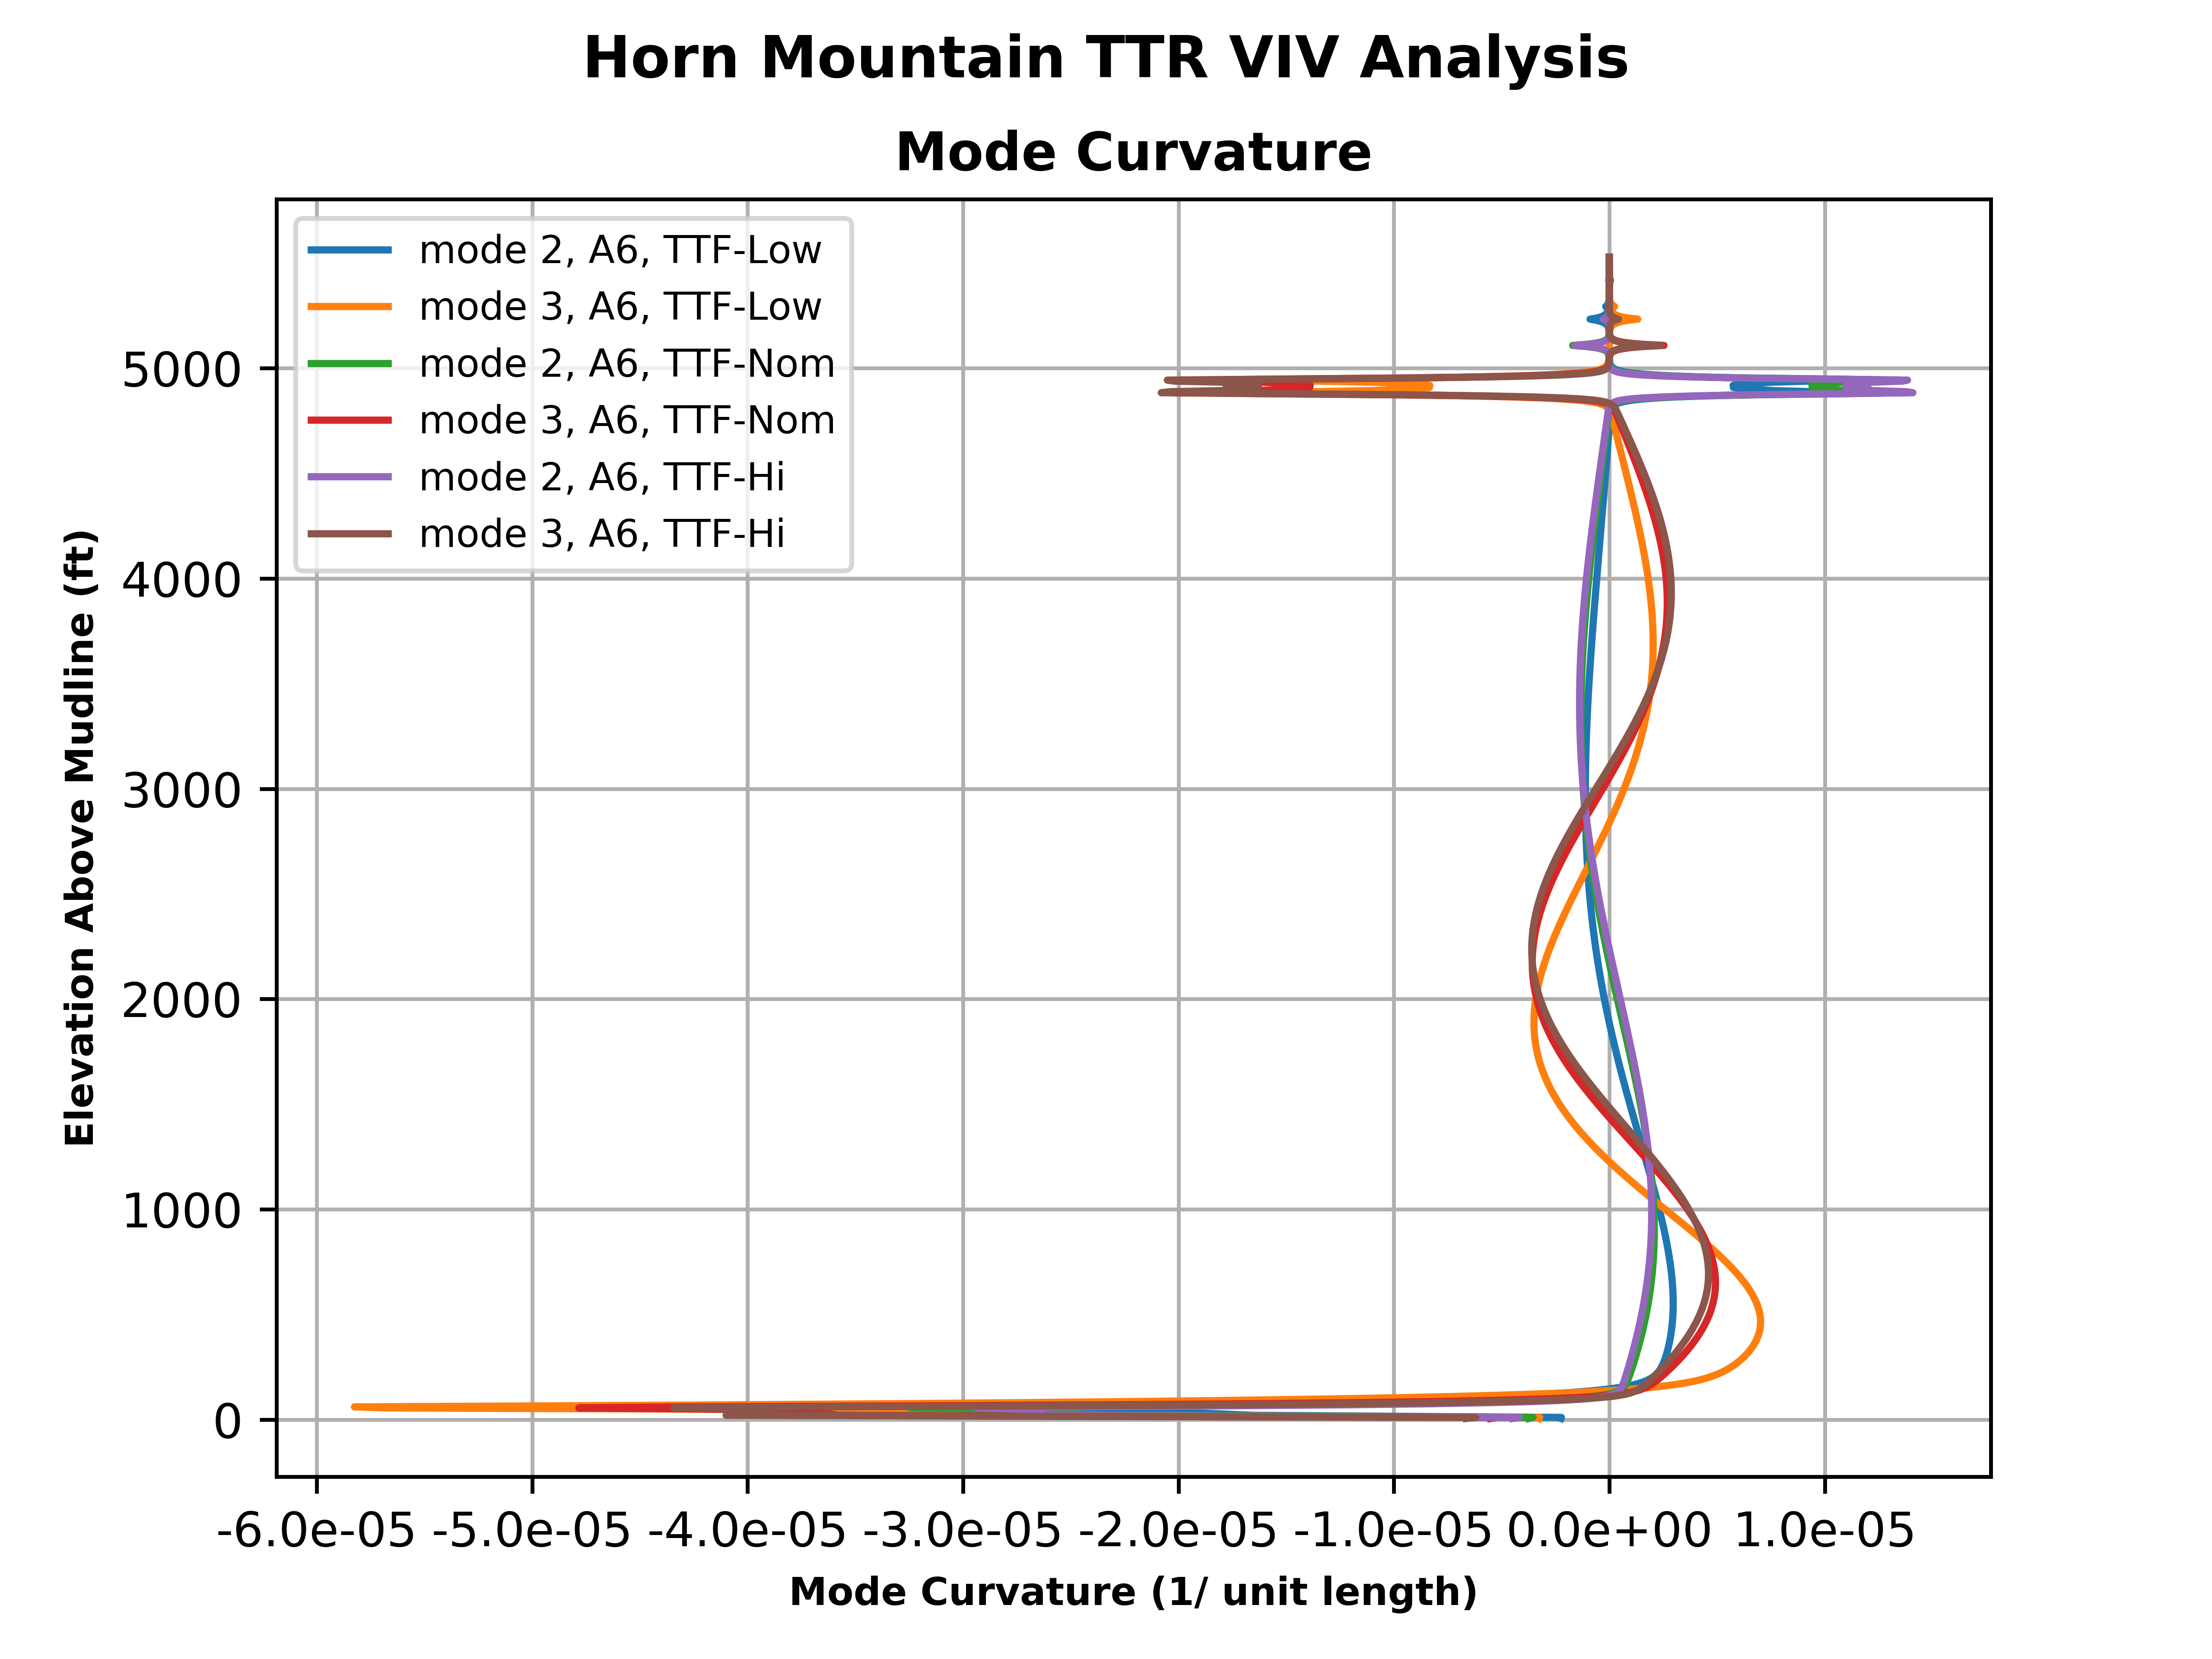 Horn Mountain TTR VIV Analysis
Mode Curvature
mode 2, A6, TTF-Low
mode 3, A6, TTF-Low
mode 2, A6, TTF-Nom
mode 3, A6, TTF-Nom
mode 2, A6, TTF-Hi
mode 3, A6, TTF-Hi
Elevation Above Mudline (ft)
5000
4000
3000
2000
1000
0
-6.0e-05 -5.0e-05 -4.0e-05 -3.0e-05 -2.0e-05 -1.0e-05 0.0e+00 1.0e-05
Mode Curvature (1/ unit length)